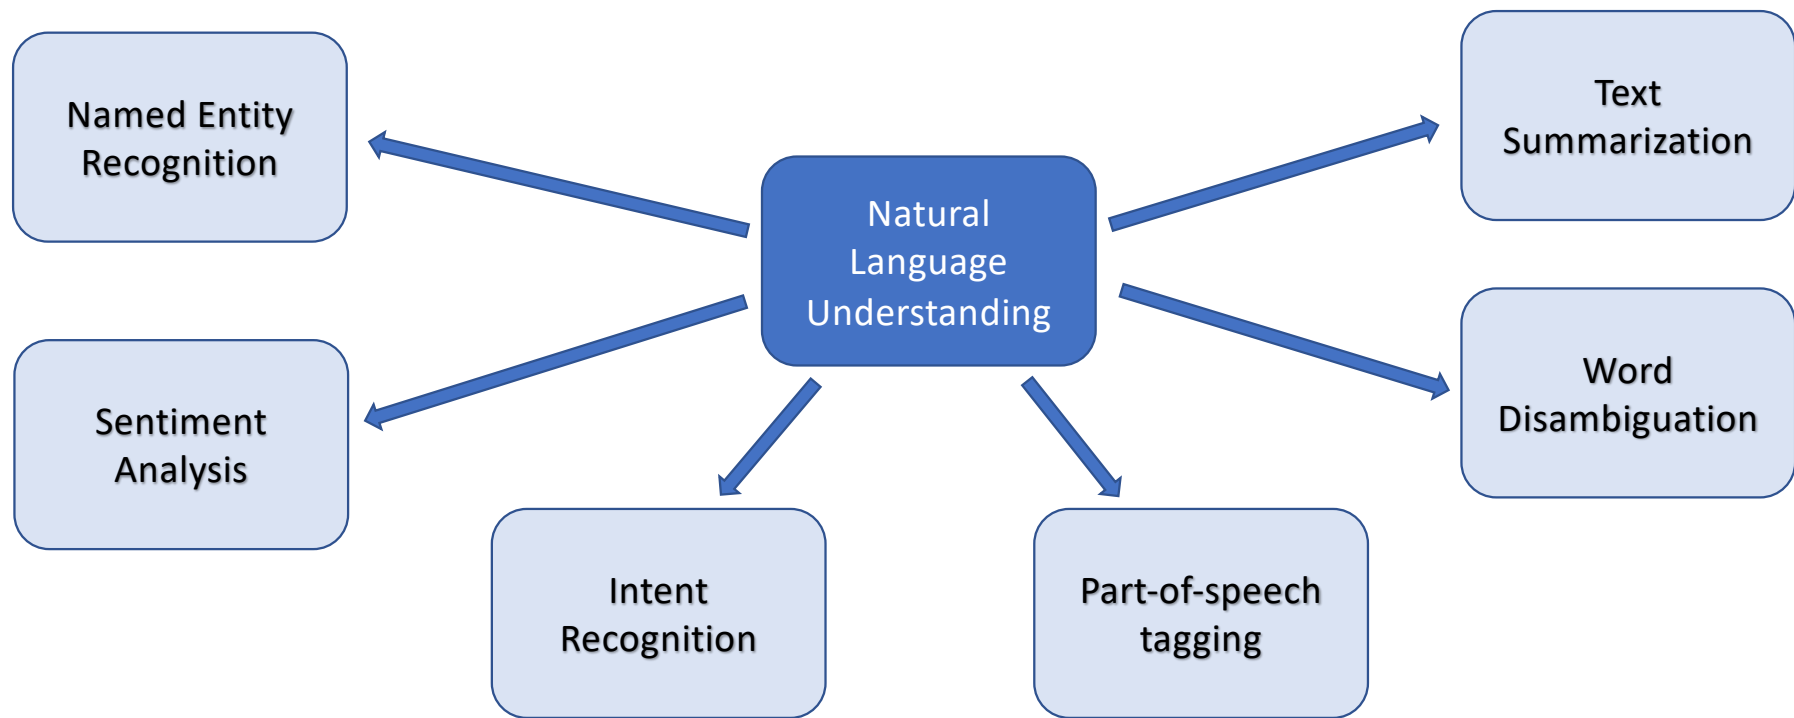 Named Entity
Recognition
Natural
Language
Understanding
Text
Summarization
Sentiment
Analysis
Word
Disambiguation
Intent
Recognition
Part-of-speech
tagging